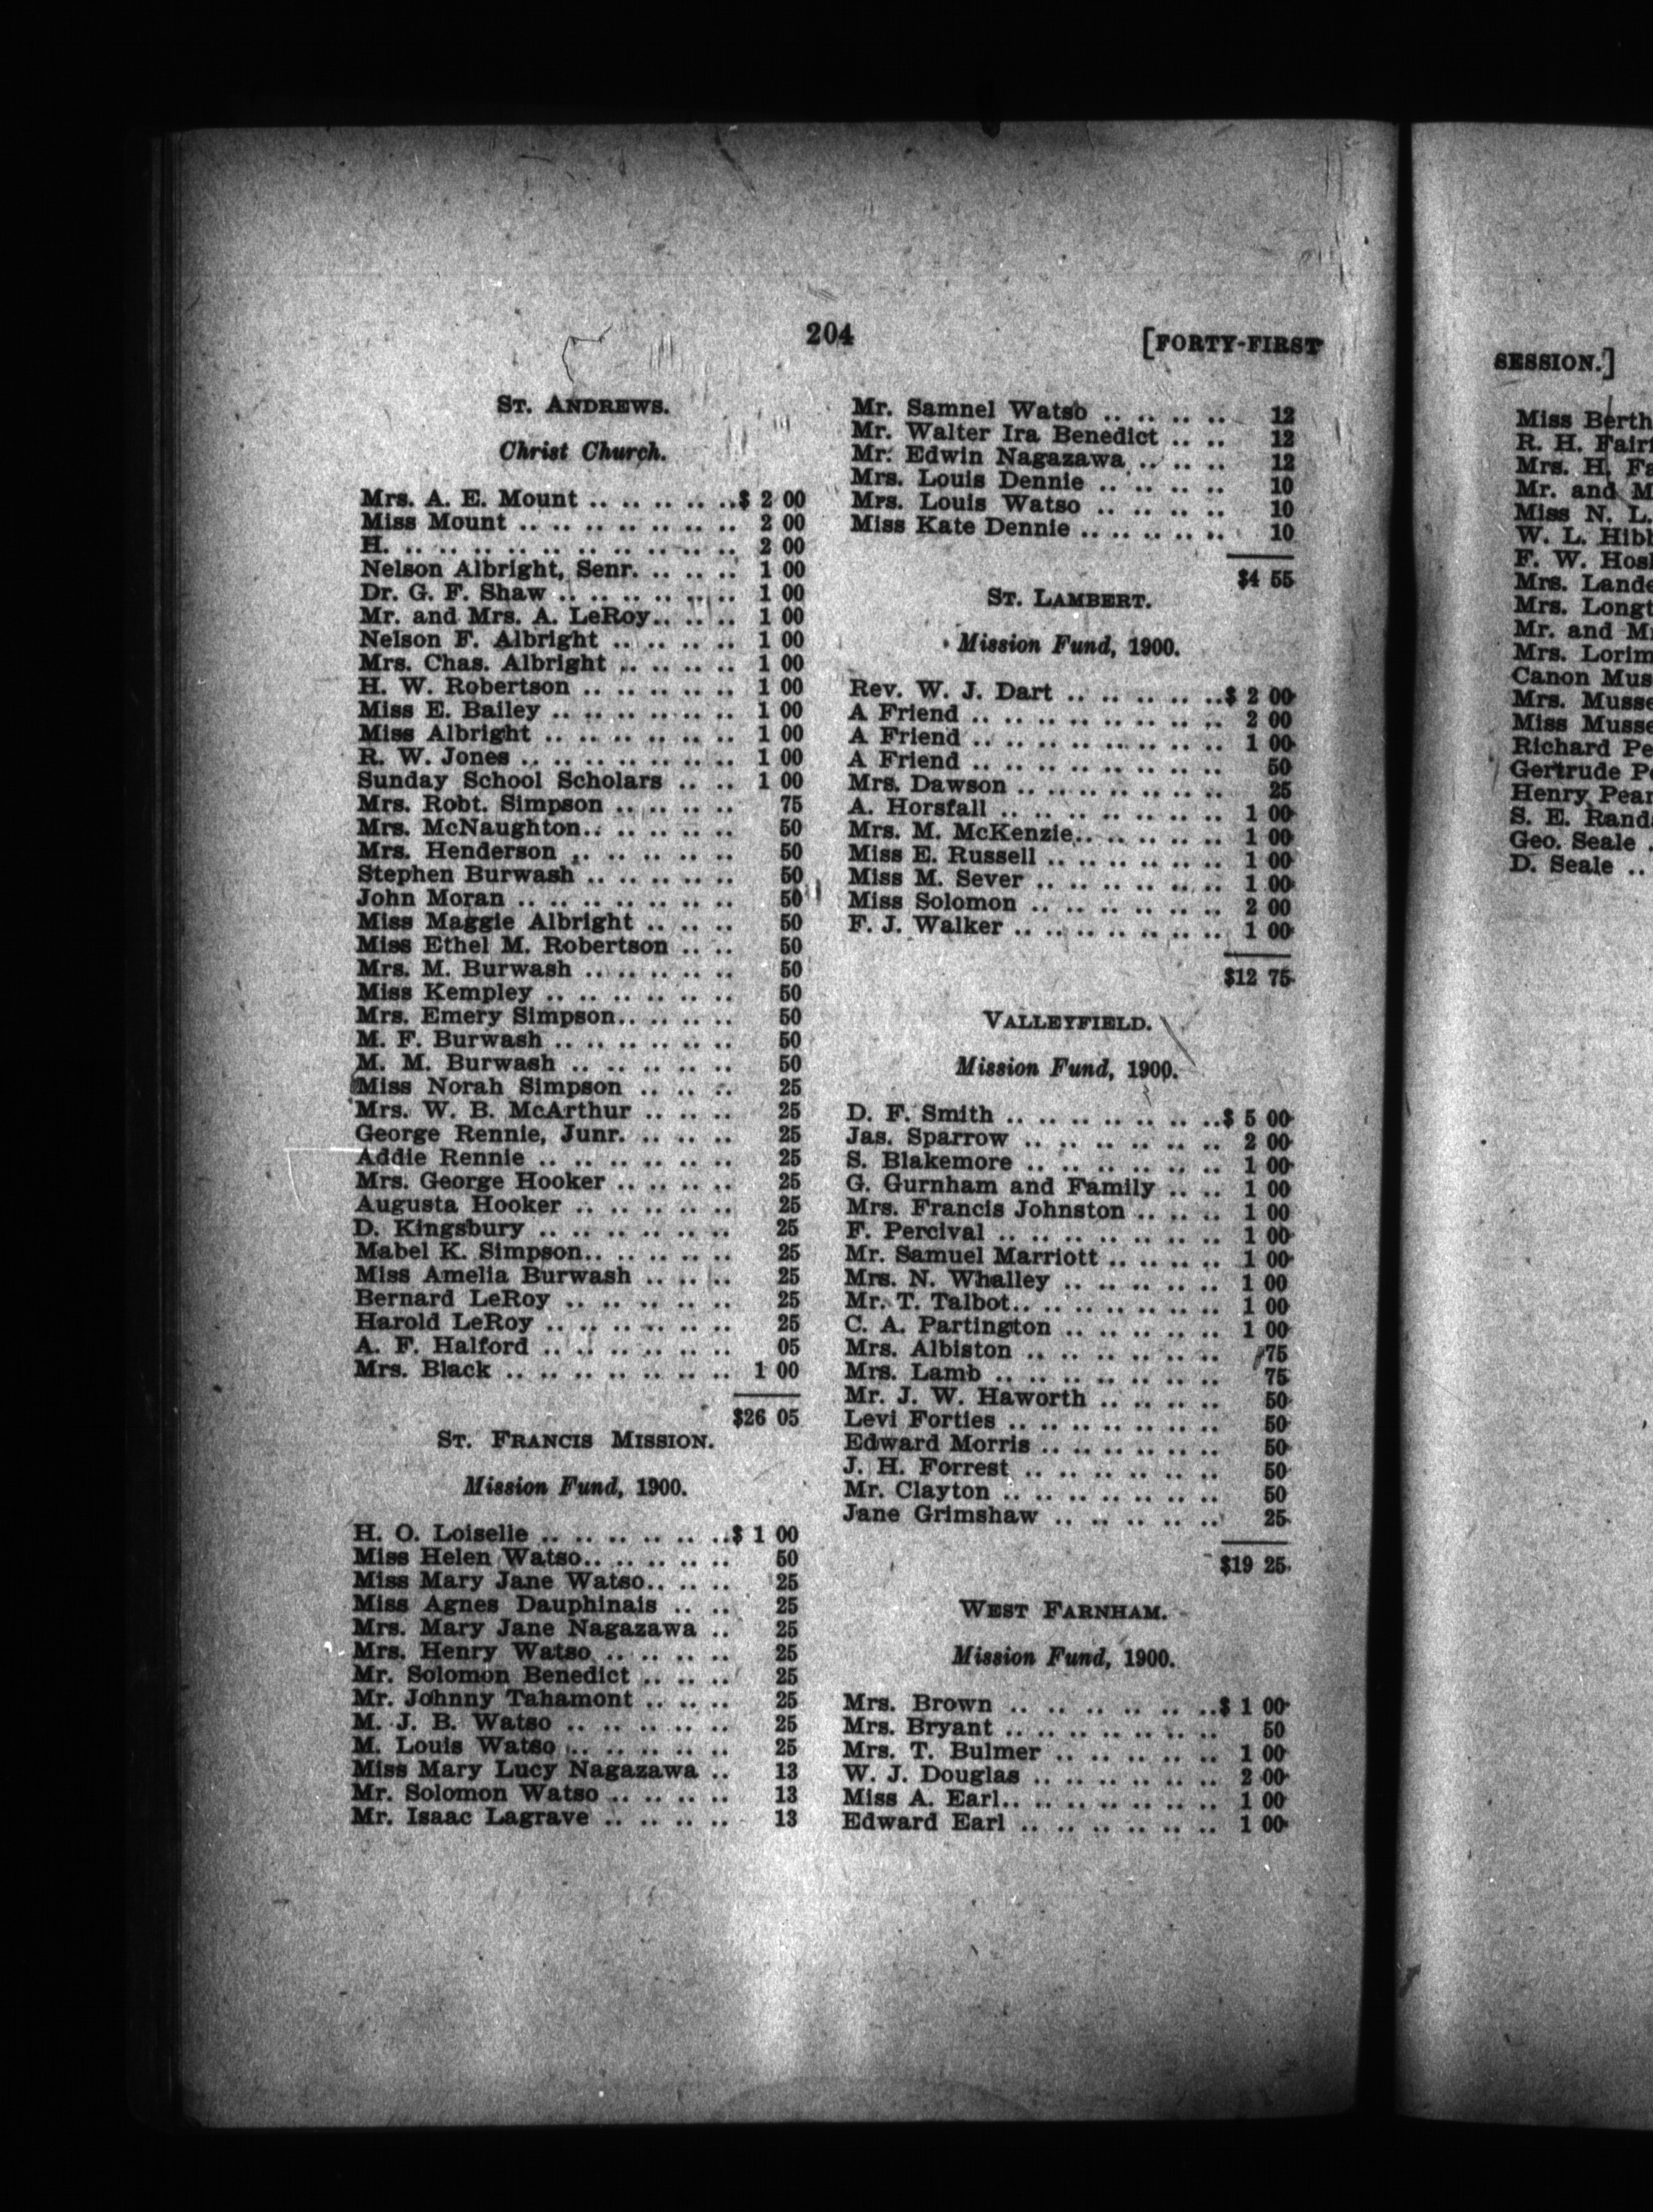 204
[FORTY-FIRST
ST. ANDREWS.
Christ Church.
Mrs. A. E. Mount .. .. .. .. ..$ 2 00
Miss Mount .. .. .. .. .. .. .. 2 00
H. .. .. .. .. .. .. .. .. .. .. 2 00
Nelson Albright, Senr. .. .. .. 1 00
Dr. G. F. Shaw .. .. .. .. .. .. 1 00
Mr. and Mrs. A. LeRoy.. .. .. 1 00
Nelson F. Albright .. .. .. .. 1 00
Mrs. Chas. Albright .. .. .. .. 1 00
H. W. Robertson .. .. .. .. .. 1 00
Miss E. Bailey .. .. .. .. .. .. 1 00
Miss Albright .. .. .. .. .. .. 1 00
R. W. Jones .. .. .. .. .. .. .. 1 00
Sunday School Scholars .. .. 1 00
Mrs. Robt. Simpson .. .. .. .. 75
Mrs. McNaughton.. .. .. .. .. 50
Mrs. Henderson .. .. .. .. .. 50
Stephen Burwash .. .. .. .. .. 50
John Moran .. .. .. .. .. .. .. 50
Miss Maggie Albright .. .. .. 50
Miss Ethel M. Robertson .. .. 50
Mrs. M. Burwash .. .. .. .. .. 50
Miss Kempley .. .. .. .. .. .. 50
Mrs. Emery Simpson.. .. .. .. 50
M. F. Burwash .. .. .. .. .. .. 50
M. M. Burwash .. .. .. .. .. 50
Miss Norah Simpson .. .. .. 25
Mrs. W. B. McArthur .. .. .. 25
George Rennie, Junr. .. .. .. 25
Addie Rennie .. .. .. .. .. .. 25
Mrs. George Hooker .. .. .. .. 25
Augusta Hooker .. .. .. .. .. 25
D. Kingsbury .. .. .. .. .. .. 25
Mabel K. Simpson.. .. .. .. .. 25
Miss Amelia Burwash .. .. .. 25
Bernard LeRoy .. .. .. .. .. 25
Harold LeRoy .. .. .. .. .. .. 25
A. F. Halford .. .. .. .. .. .. 05
Mrs. Black .. .. .. .. .. .. .. 1 00
$26 05
ST. FRANCIS MISSION.
Mission Fund, 1900.
H. O. Loiselle .. .. .. .. .. ..$ 1 00
Miss Helen Watso.. .. .. .. .. 50
Miss Mary Jane Watso.. .. .. 25
Miss Agnes Dauphinais .. .. 25
Mrs. Mary Jane Nagazawa .. 25
Mrs. Henry Watso .. .. .. .. 25
Mr. Solomon Benedict .. .. .. 25
Mr. Johnny Tahamont .. .. .. 25
M. J. B. Watso .. .. .. .. .. 25
M. Louis Watso .. .. .. .. .. 25
Miss Mary Lucy Nagazawa .. 13
Mr. Solomon Watso .. .. .. .. 13
Mr. Isaac Lagrave .. .. .. .. 13
Mr. Samnel Watso .. .. .. .. 12
Mr. Walter Ira Benedict .. .. 12
Mr. Edwin Nagazawa .. .. .. 12
Mrs. Louis Dennie .. .. .. .. 10
Mrs. Louis Watso .. .. .. .. 10
Miss Kate Dennie .. .. .. .. .. 10
$4 55
ST. LAMBERT.
Mission Fund, 1900.
Rev. W. J. Dart .. .. .. .. ..$ 2 00
A Friend .. .. .. .. .. .. .. .. 2 00
A Friend .. .. .. .. .. .. .. .. 1 00
A Friend .. .. .. .. .. .. .. .. 50
Mrs. Dawson .. .. .. .. .. .. 25
A. Horsfall .. .. .. .. .. .. .. 1 00
Mrs. M. McKenzie.. .. .. .. .. 1 00
Miss E. Russell .. .. .. .. .. 1 00
Miss M. Sever .. .. .. .. .. .. 1 00
Miss Solomon .. .. .. .. .. .. 2 00
F. J. Walker .. .. .. .. .. .. .. 1 00
$12 75
VALLEYFIELD.
Mission Fund, 1900.
D. F. Smith .. .. .. .. .. .. ..$ 5 00
Jas. Sparrow .. .. .. .. .. .. 2 00
S. Blakemore .. .. .. .. .. .. 1 00
G. Gurnham and Family .. .. 1 00
Mrs. Francis Johnston .. .. .. 1 00
F. Percival .. .. .. .. .. .. .. 1 00
Mr. Samuel Marriott .. .. .. .. 1 00
Mrs. N. Whalley .. .. .. .. .. 1 00
Mr. T. Talbot.. .. .. .. .. .. .. 1 00
C. A. Partington .. .. .. .. .. 1 00
Mrs. Albiston .. .. .. .. .. .. 75
Mrs. Lamb .. .. .. .. .. .. .. 75
Mr. J. W. Haworth .. .. .. .. 50
Levi Forties .. .. .. .. .. .. 50
Edward Morris .. .. .. .. .. .. 50
J. H. Forrest .. .. .. .. .. .. 50
Mr. Clayton .. .. .. .. .. .. .. 50
Jane Grimshaw .. .. .. .. .. 25
$19 25
WEST FARNHAM.
Mission Fund, 1900.
Mrs. Brown .. .. .. .. .. ..$ 1 00
Mrs. Bryant .. .. .. .. .. .. .. 50
Mrs. T. Bulmer .. .. .. .. .. 1 00
W. J. Douglas .. .. .. .. .. .. 2 00
Miss A. Earl.. .. .. .. .. .. .. 1 00
Edward Earl .. .. .. .. .. .. 1 00
SESSION.]
Miss Berth
R. H. Fair
Mrs. H. Fa
Mr. and M
Miss N. L.
W. L. Hibb
F. W. Hos
Mrs. Lande
Mrs. Longt
Mr. and M
Mrs. Lorim
Canon Mus
Mrs. Musse
Miss Musse
Richard Pe
Gertrude P
Henry Pear
S. E. Rand
Geo. Seale .
D. Seale ..